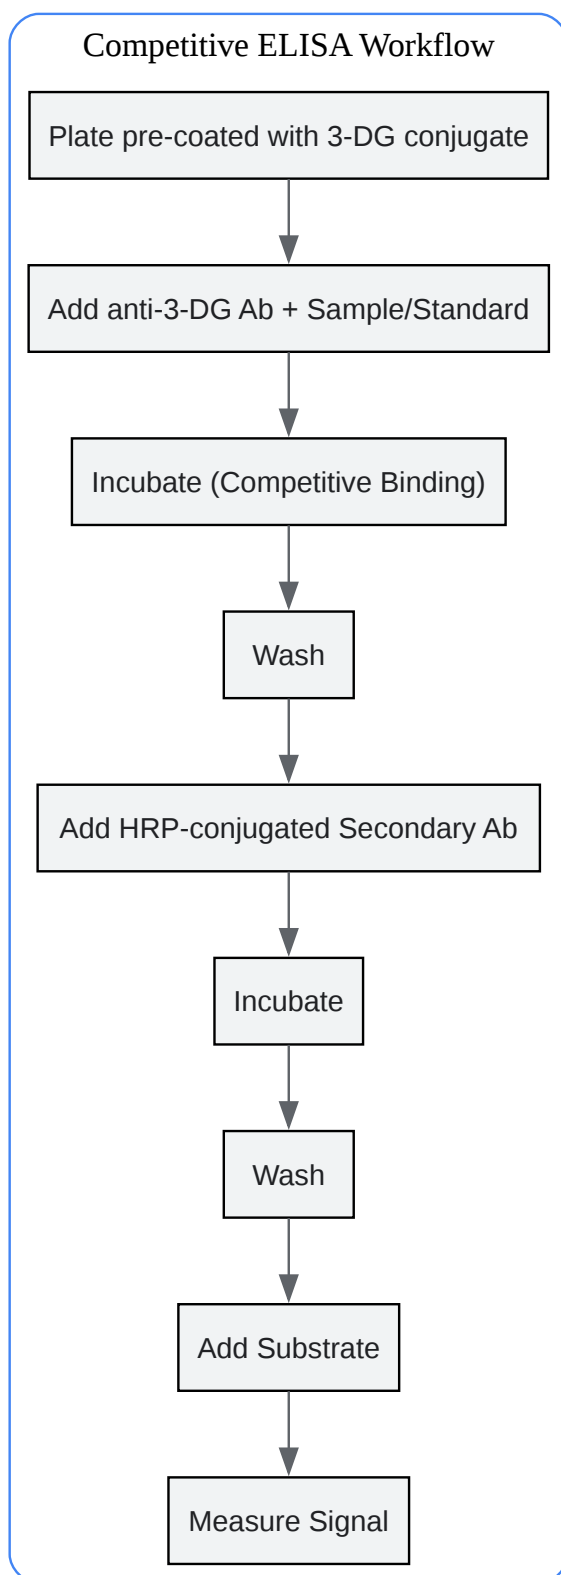 Competitive ELISA Workflow
Plate pre-coated with 3-DG conjugate
Add anti-3-DG Ab + Sample/Standard
Incubate (Competitive Binding)
Wash
Add HRP-conjugated Secondary Ab
Incubate
Wash
Add Substrate
Measure Signal